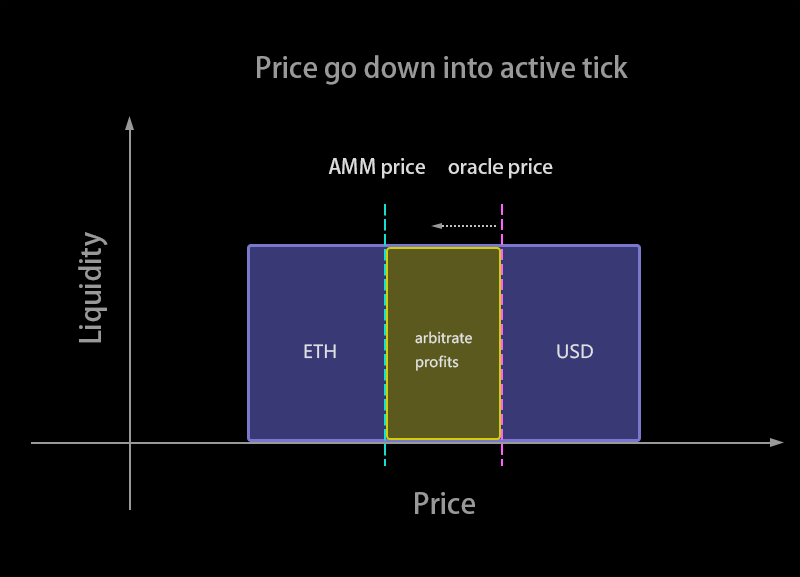 Price go down into active tick
AMM price
oracle price
Liquidity
ETH
arbitrate
profits
USD
Price